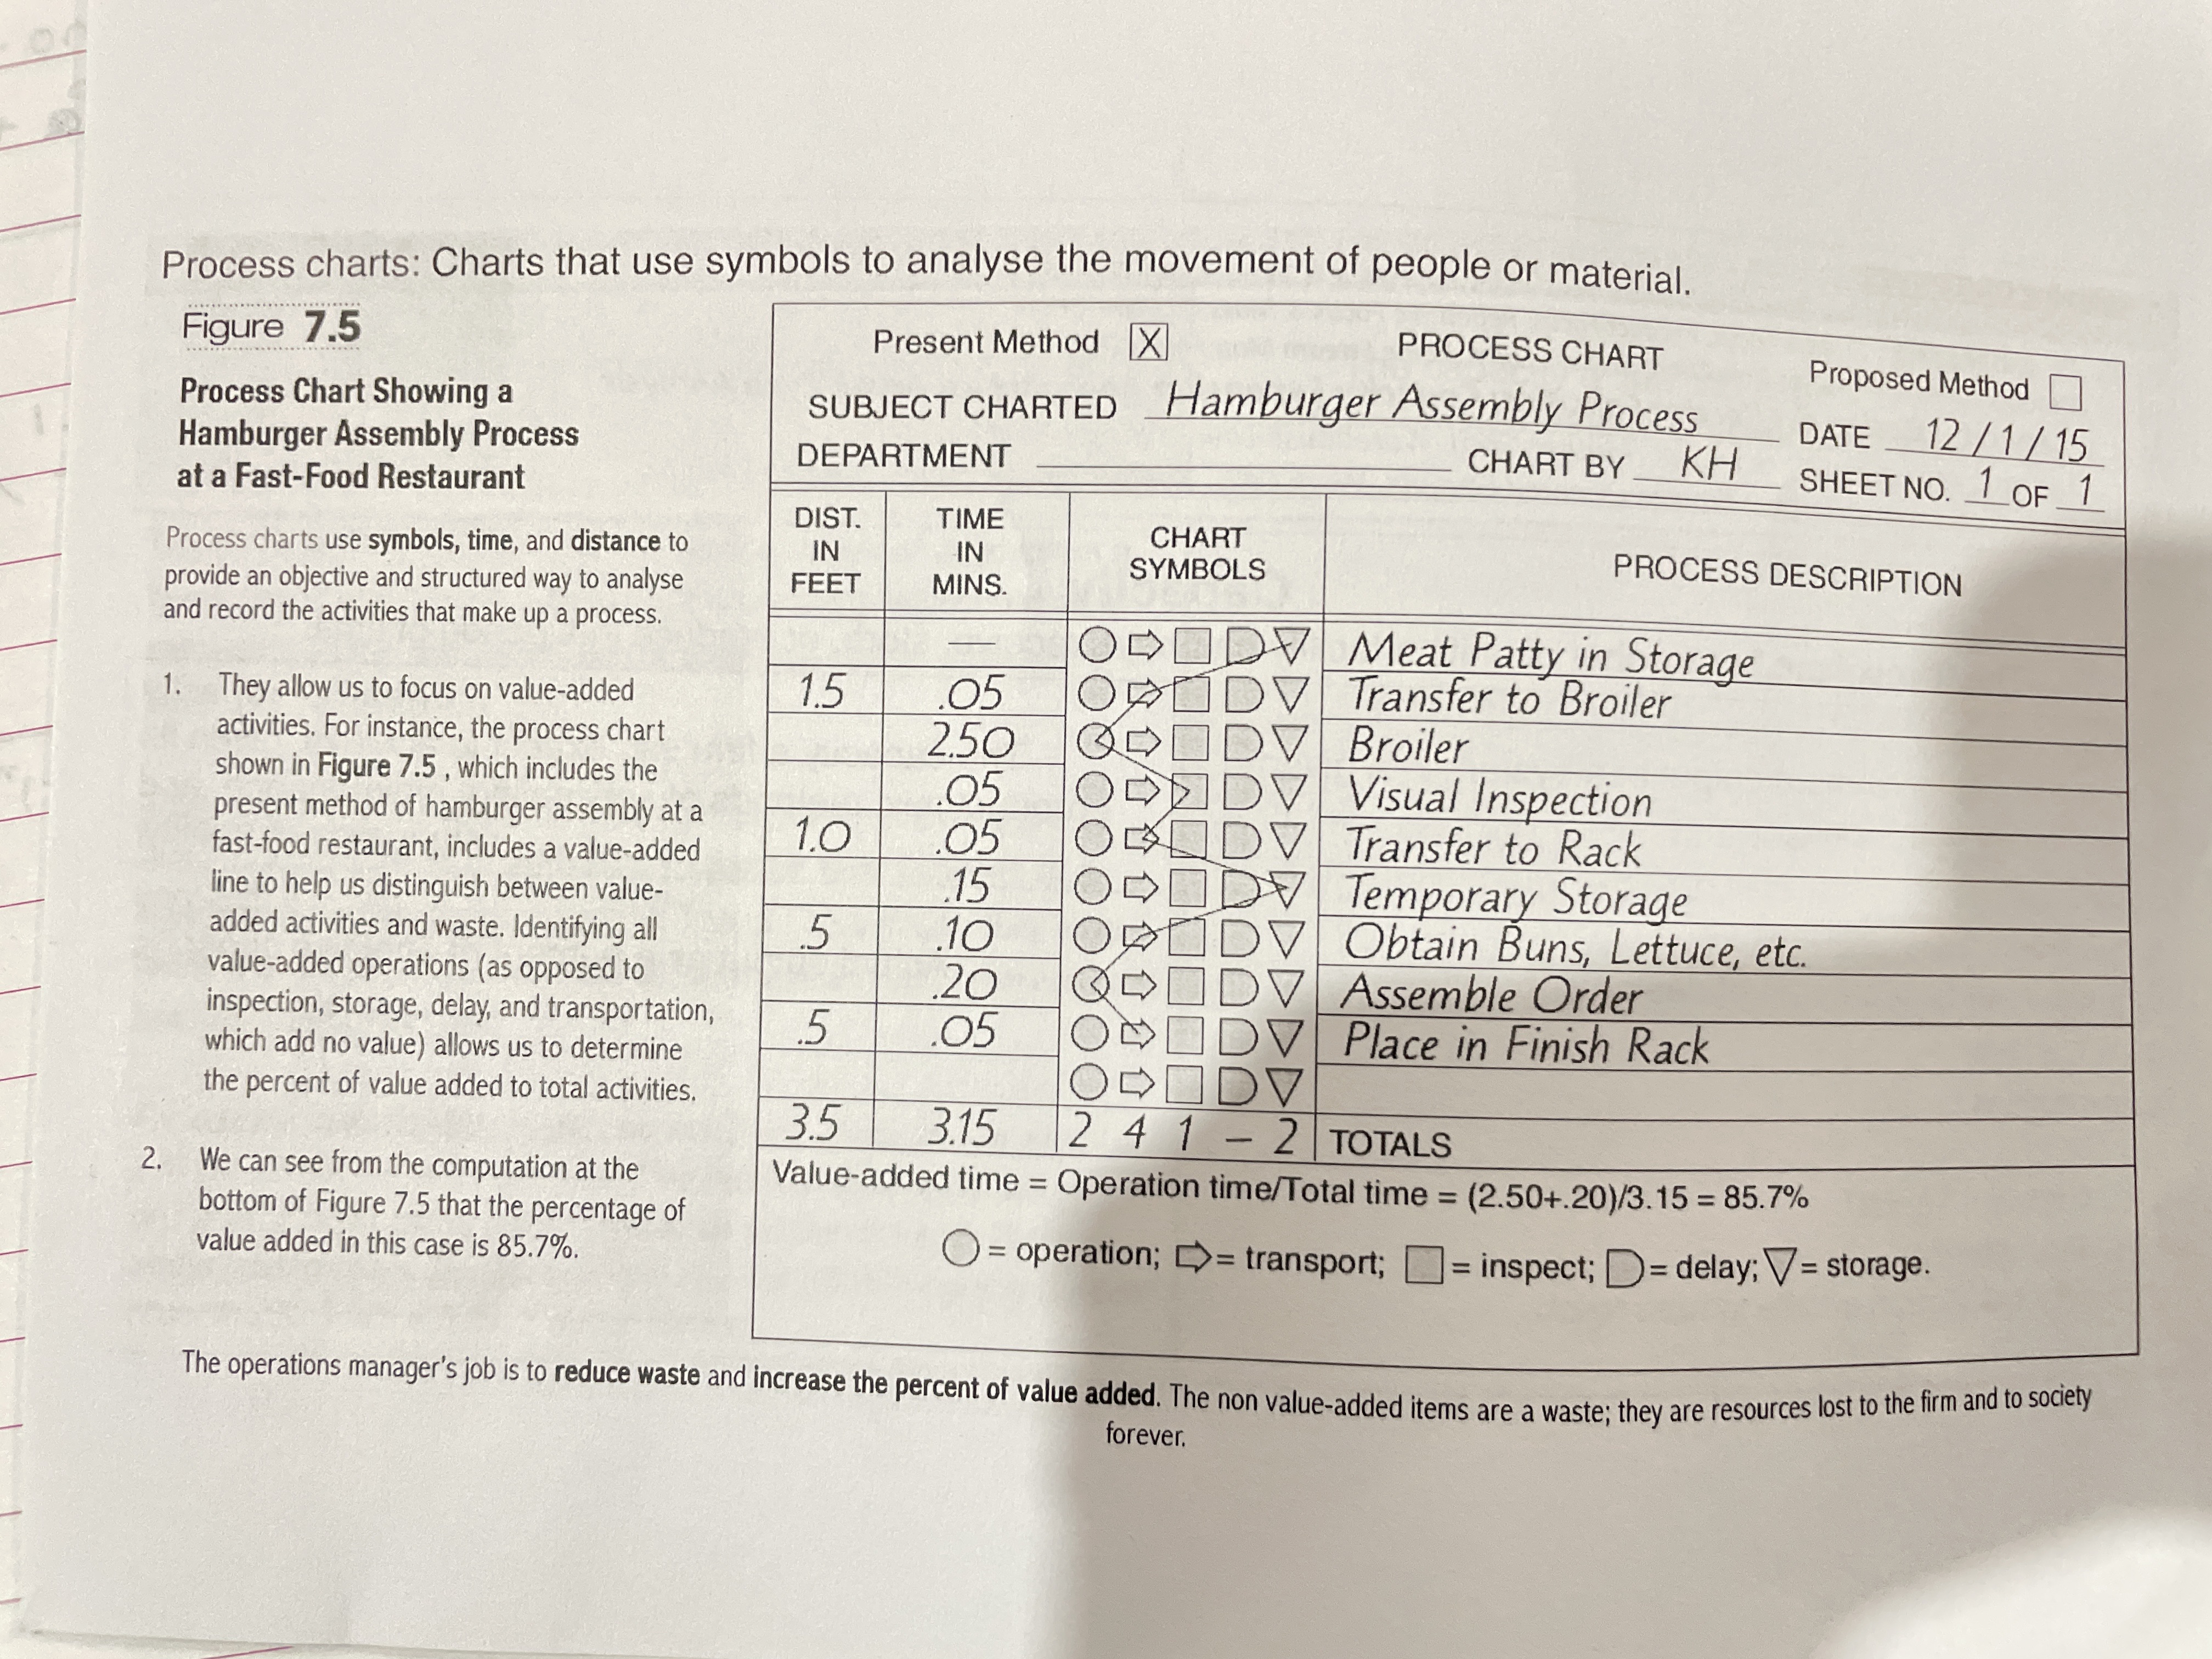 Process charts: Charts that use symbols to analyse the movement of people or material.
Figure 7.5
Process Chart Showing a
Hamburger Assembly Process
at a Fast-Food Restaurant
Process charts use symbols, time, and distance to
provide an objective and structured way to analyse
and record the activities that make up a process.
1. They allow us to focus on value-added
activities. For instance, the process chart
shown in Figure 7.5 , which includes the
present method of hamburger assembly at a
fast-food restaurant, includes a value-added
line to help us distinguish between value-
added activities and waste. Identifying all
value-added operations (as opposed to
inspection, storage, delay, and transportation,
which add no value) allows us to determine
the percent of value added to total activities.
2. We can see from the computation at the
bottom of Figure 7.5 that the percentage of
value added in this case is 85.7%.
Present Method X PROCESS CHART Proposed Method
SUBJECT CHARTED Hamburger Assembly Process DATE 12 / 1 / 15
DEPARTMENT CHART BY KH SHEET NO. 1 OF 1
DIST. IN FEET TIME IN MINS. CHART SYMBOLS PROCESS DESCRIPTION
— Meat Patty in Storage
1.5 .05 Transfer to Broiler
2.50 Broiler
.05 Visual Inspection
1.0 .05 Transfer to Rack
.15 Temporary Storage
.5 .10 Obtain Buns, Lettuce, etc.
.20 Assemble Order
.5 .05 Place in Finish Rack
3.5 3.15 2 4 1 – 2 TOTALS
Value-added time = Operation time/Total time = (2.50+.20)/3.15 = 85.7%
= operation; = transport; = inspect; = delay; = storage.
The operations manager's job is to reduce waste and increase the percent of value added. The non value-added items are a waste; they are resources lost to the firm and to society
forever.